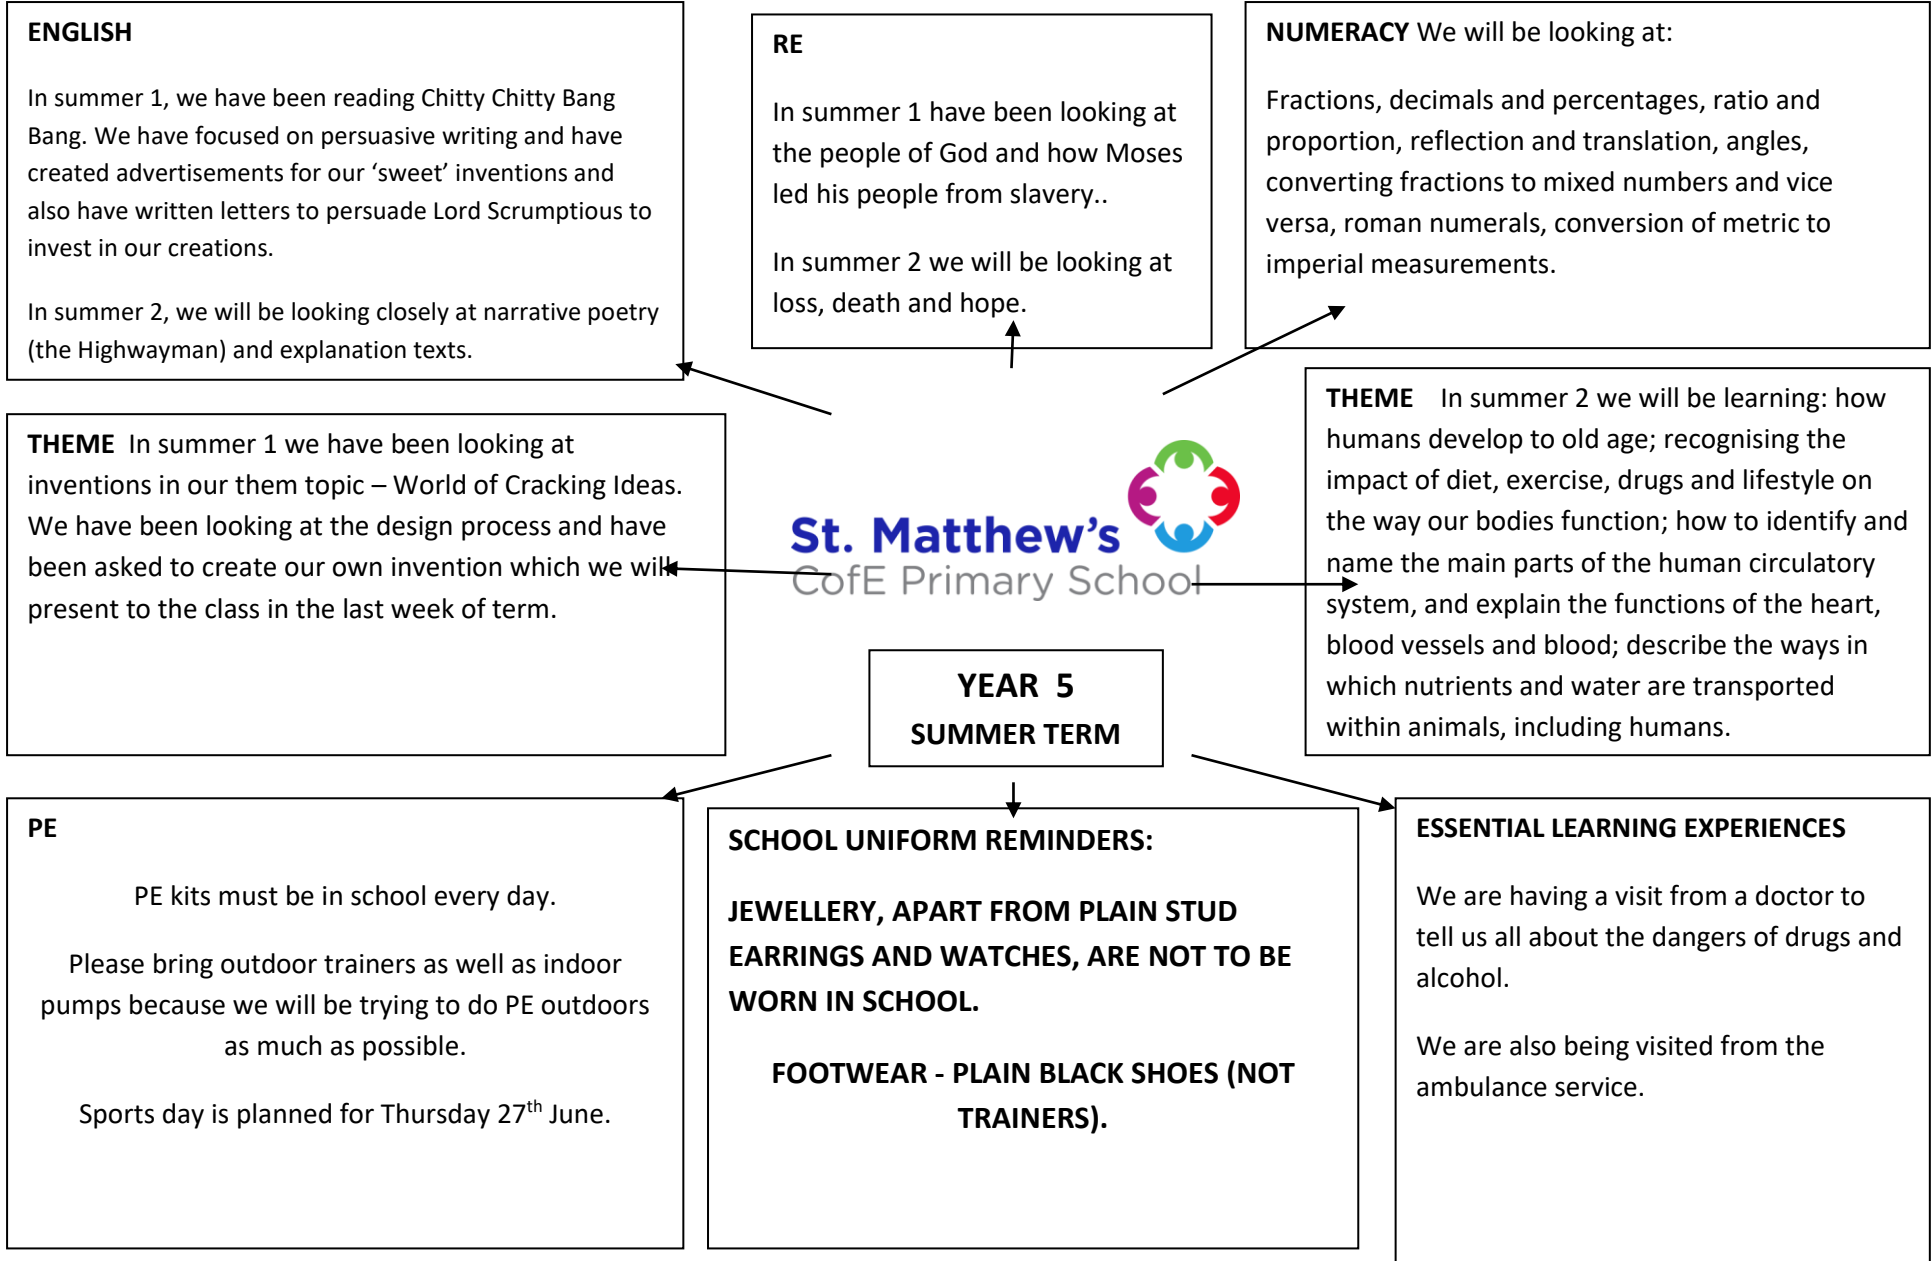 ENGLISH
In summer 1, we have been reading Chitty Chitty Bang
Bang. We have focused on persuasive writing and have
created advertisements for our ‘sweet’ inventions and
also have written letters to persuade Lord Scrumptious to
invest in our creations.
In summer 2, we will be looking closely at narrative poetry
(the Highwayman) and explanation texts.
RE
In summer 1 have been looking at
the people of God and how Moses
led his people from slavery..
In summer 2 we will be looking at
loss, death and hope.
NUMERACY We will be looking at:
Fractions, decimals and percentages, ratio and
proportion, reflection and translation, angles,
converting fractions to mixed numbers and vice
versa, roman numerals, conversion of metric to
imperial measurements.
THEME In summer 1 we have been looking at
inventions in our them topic – World of Cracking Ideas.
We have been looking at the design process and have
been asked to create our own invention which we will
present to the class in the last week of term.
St. Matthew's
CofE Primary School
THEME In summer 2 we will be learning: how
humans develop to old age; recognising the
impact of diet, exercise, drugs and lifestyle on
the way our bodies function; how to identify and
name the main parts of the human circulatory
system, and explain the functions of the heart,
blood vessels and blood; describe the ways in
which nutrients and water are transported
within animals, including humans.
YEAR 5
SUMMER TERM
PE
PE kits must be in school every day.
Please bring outdoor trainers as well as indoor
pumps because we will be trying to do PE outdoors
as much as possible.
Sports day is planned for Thursday 27th June.
SCHOOL UNIFORM REMINDERS:
JEWELLERY, APART FROM PLAIN STUD
EARRINGS AND WATCHES, ARE NOT TO BE
WORN IN SCHOOL.
FOOTWEAR - PLAIN BLACK SHOES (NOT
TRAINERS).
ESSENTIAL LEARNING EXPERIENCES
We are having a visit from a doctor to
tell us all about the dangers of drugs and
alcohol.
We are also being visited from the
ambulance service.